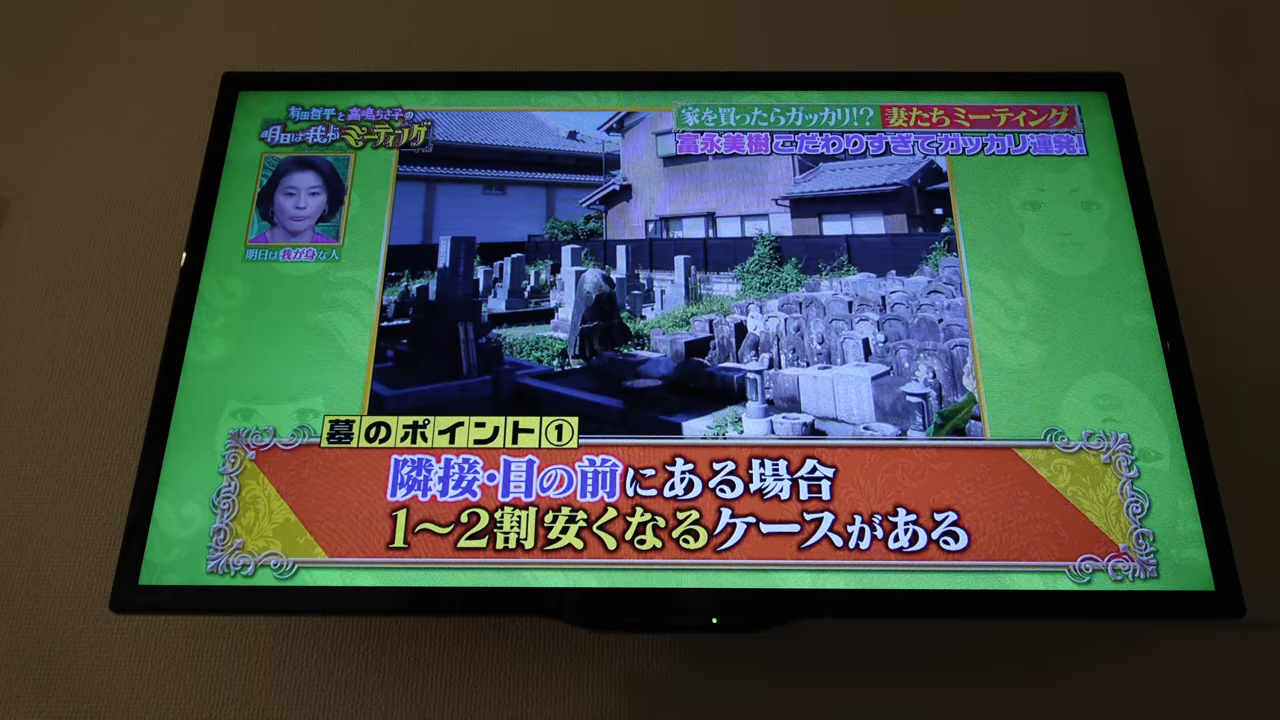 有田哲平と高嶋ちさ子の
明日は我がミーティング
家を買ったらガッカリ!? 妻たちミーティング
富永美樹 こだわりすぎてガッカリ連発!
明日は我が身な人
墓のポイント①
隣接・目の前にある場合
1〜2割安くなるケースがある